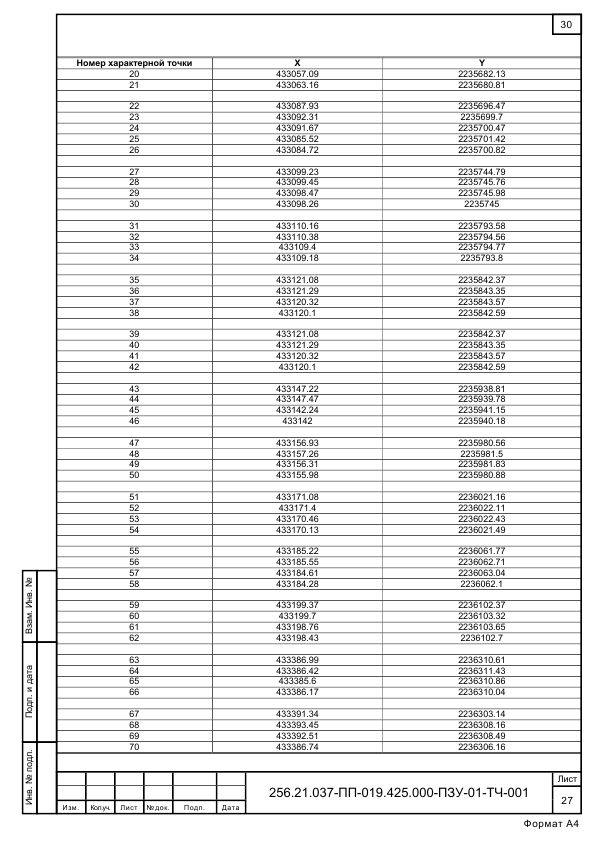 30
Номер характерной точки X Y
20 433057.09 2235682.13
21 433063.16 2235680.81
22 433087.93 2235696.47
23 433092.31 2235699.7
24 433091.67 2235700.47
25 433085.52 2235701.42
26 433084.72 2235700.82
27 433099.23 2235744.79
28 433099.45 2235745.76
29 433098.47 2235745.98
30 433098.26 2235745
31 433110.16 2235793.58
32 433110.38 2235794.56
33 433109.4 2235794.77
34 433109.18 2235793.8
35 433121.08 2235842.37
36 433121.29 2235843.35
37 433120.32 2235843.57
38 433120.1 2235842.59
39 433121.08 2235842.37
40 433121.29 2235843.35
41 433120.32 2235843.57
42 433120.1 2235842.59
43 433147.22 2235938.81
44 433147.47 2235939.78
45 433142.24 2235941.15
46 433142 2235940.18
47 433156.93 2235980.56
48 433157.26 2235981.5
49 433156.31 2235981.83
50 433155.98 2235980.88
51 433171.08 2236021.16
52 433171.4 2236022.11
53 433170.46 2236022.43
54 433170.13 2236021.49
55 433185.22 2236061.77
56 433185.55 2236062.71
57 433184.61 2236063.04
58 433184.28 2236062.1
59 433199.37 2236102.37
60 433199.7 2236103.32
61 433198.76 2236103.65
62 433198.43 2236102.7
63 433386.99 2236310.61
64 433386.42 2236311.43
65 433385.6 2236310.86
66 433386.17 2236310.04
67 433391.34 2236303.14
68 433393.45 2236308.16
69 433392.51 2236308.49
70 433386.74 2236306.16
Взам. Инв. №
Подп. и дата
Инв. № подл.
Изм. Колуч. Лист №док. Подп. Дата
256.21.037-ПП-019.425.000-ПЗУ-01-ТЧ-001
Лист
27
Формат А4